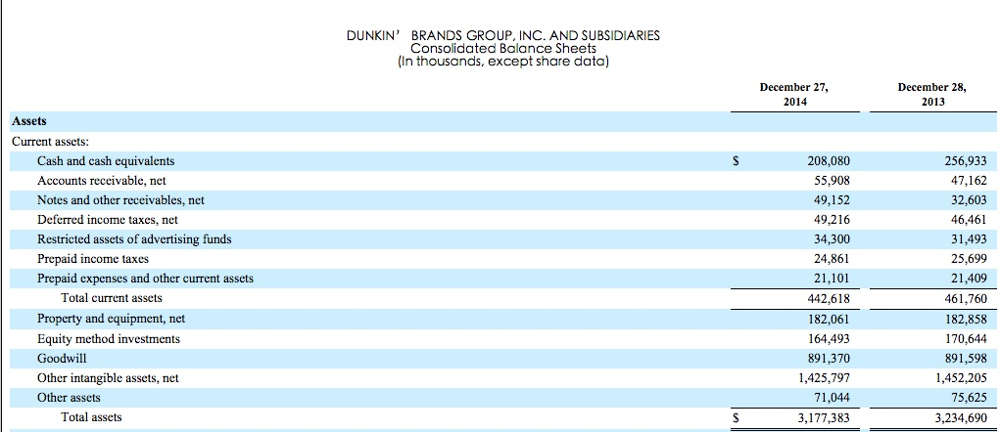 DUNKIN' BRANDS GROUP, INC. AND SUBSIDIARIES
Consolidated Balance Sheets
(In thousands, except share data)
December 27, 2014 December 28, 2013
Assets
Current assets:
Cash and cash equivalents $ 208,080 256,933
Accounts receivable, net 55,908 47,162
Notes and other receivables, net 49,152 32,603
Deferred income taxes, net 49,216 46,461
Restricted assets of advertising funds 34,300 31,493
Prepaid income taxes 24,861 25,699
Prepaid expenses and other current assets 21,101 21,409
Total current assets 442,618 461,760
Property and equipment, net 182,061 182,858
Equity method investments 164,493 170,644
Goodwill 891,370 891,598
Other intangible assets, net 1,425,797 1,452,205
Other assets 71,044 75,625
Total assets $ 3,177,383 3,234,690